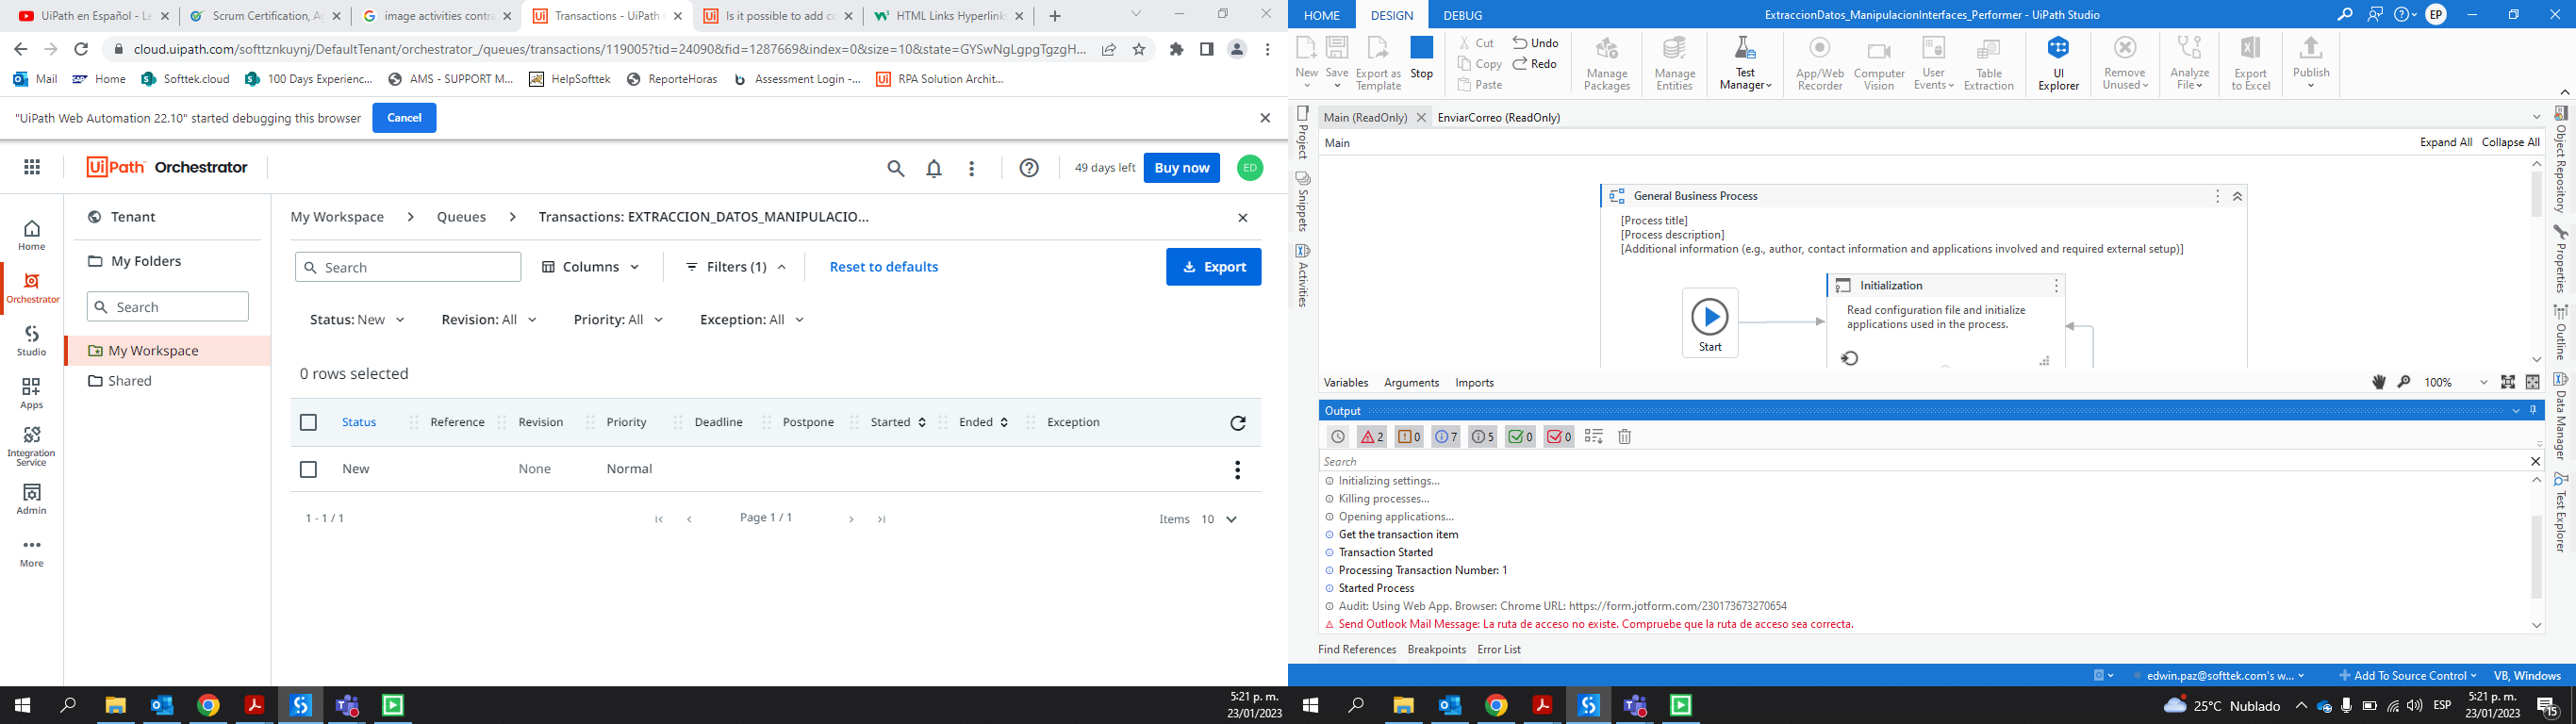 UiPath en Español - Le
Scrum Certification, A
image activities contra
Transactions - UiPath
Is it possible to add co
HTML Links Hyperlink
cloud.uipath.com/softtznkuynj/DefaultTenant/orchestrator_/queues/transactions/119005?tid=24090&fid=1287669&index=0&size=10&state=GYSwNgLgpgTgzgH...
Mail
Home
Softtek.cloud
100 Days Experienc...
AMS - SUPPORT M...
HelpSofttek
ReporteHoras
Assessment Login -...
RPA Solution Archit...
"UiPath Web Automation 22.10" started debugging this browser
Cancel
UiPath Orchestrator
49 days left
Buy now
ED
Home
Orchestrator
Studio
Apps
Integration
Service
Admin
More
Tenant
My Folders
Search
My Workspace
Shared
My Workspace > Queues > Transactions: EXTRACCION_DATOS_MANIPULACIO...
Search
Columns
Filters (1)
Reset to defaults
Export
Status: New
Revision: All
Priority: All
Exception: All
0 rows selected
Status Reference Revision Priority Deadline Postpone Started Ended Exception
New None Normal
1 - 1 / 1
Page 1 / 1
Items 10
5:21 p. m.
23/01/2023
HOME DESIGN DEBUG
ExtraccionDatos_ManipulacionInterfaces_Performer - UiPath Studio
EP
New
Save
Export as
Template
Stop
Cut
Copy
Paste
Undo
Redo
Manage
Packages
Manage
Entities
Test
Manager
App/Web
Recorder
Computer
Vision
User
Events
Table
Extraction
UI
Explorer
Remove
Unused
Analyze
File
Export
to Excel
Publish
Project
Snippets
Activities
Main (ReadOnly)
EnviarCorreo (ReadOnly)
Main
Expand All Collapse All
General Business Process
[Process title]
[Process description]
[Additional information (e.g., author, contact information and applications involved and required external setup)]
Start
Initialization
Read configuration file and initialize
applications used in the process.
Variables Arguments Imports
100%
Output
2
0
7
5
0
0
Search
Initializing settings...
Killing processes...
Opening applications...
Get the transaction item
Transaction Started
Processing Transaction Number: 1
Started Process
Audit: Using Web App. Browser: Chrome URL: https://form.jotform.com/230173673270654
Send Outlook Mail Message: La ruta de acceso no existe. Compruebe que la ruta de acceso sea correcta.
Find References Breakpoints Error List
Object Repository
Properties
Outline
Data Manager
Test Explorer
edwin.paz@softtek.com's w...
Add To Source Control
VB, Windows
25°C Nublado
ESP
5:21 p. m.
23/01/2023
15